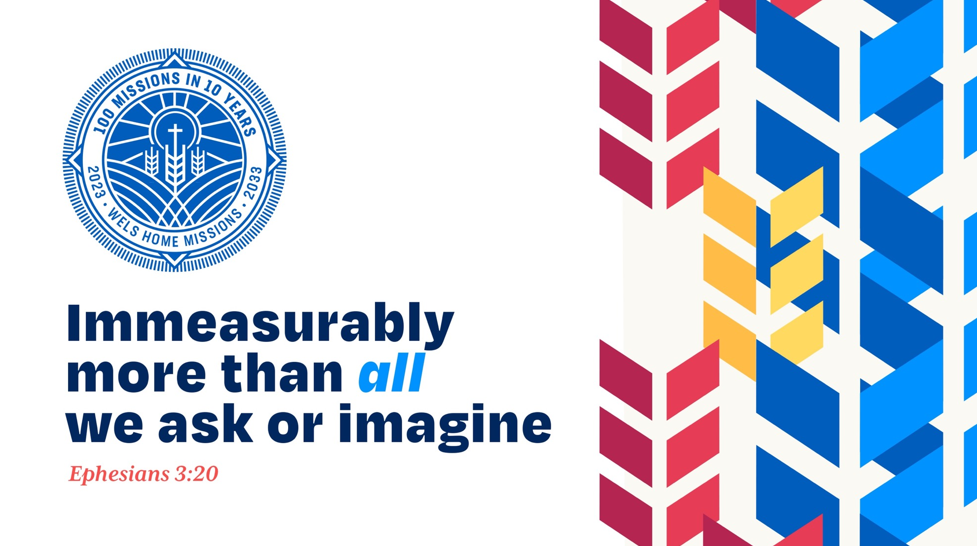 100 MISSIONS IN 10 YEARS
2023 • WELS HOME MISSIONS • 2033
Immeasurably
more than all
we ask or imagine
Ephesians 3:20